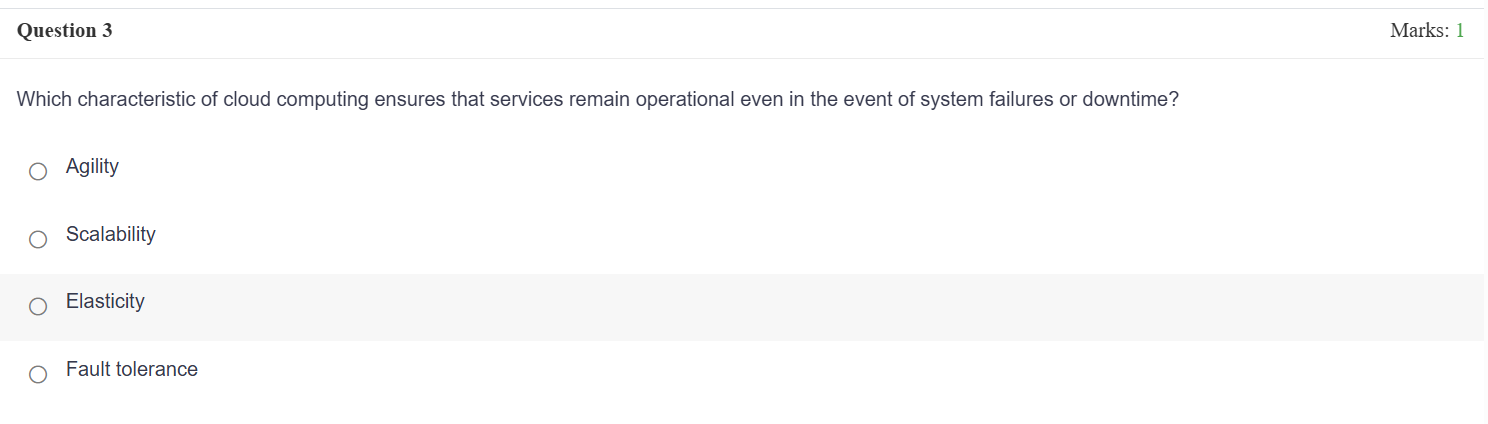 Question 3
Marks: 1
Which characteristic of cloud computing ensures that services remain operational even in the event of system failures or downtime?
Agility
Scalability
Elasticity
Fault tolerance